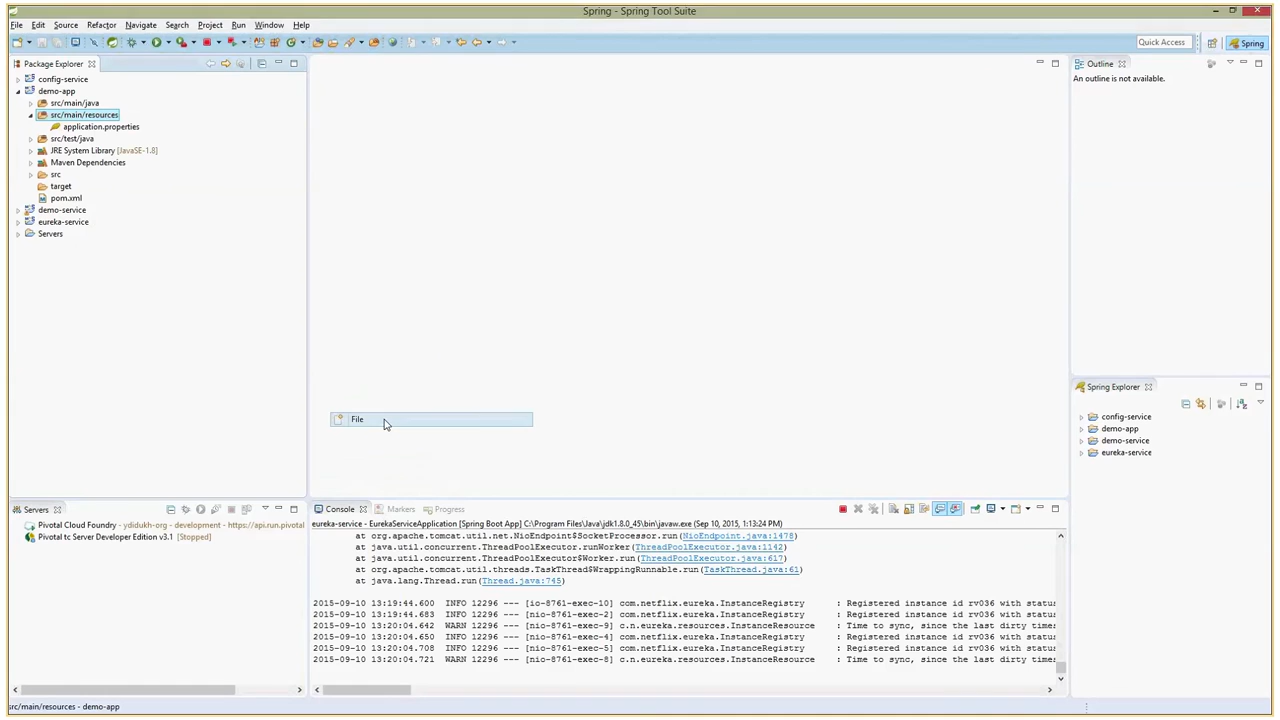 Spring - Spring Tool Suite
File Edit Source Refactor Navigate Search Project Run Window Help
Quick Access
Spring
Package Explorer
config-service
demo-app
src/main/java
src/main/resources
application.properties
src/test/java
JRE System Library [JavaSE-1.8]
Maven Dependencies
src
target
pom.xml
demo-service
eureka-service
Servers
File
Outline
An outline is not available.
Spring Explorer
config-service
demo-app
demo-service
eureka-service
Servers
Pivotal Cloud Foundry - ydidukh-org - development - https://api.run.pivotal
Pivotal tc Server Developer Edition v3.1 [Stopped]
Console Markers Progress
eureka-service - EurekaServiceApplication [Spring Boot App] C:\Program Files\Java\jdk1.8.0_45\bin\javaw.exe (Sep 10, 2015, 1:13:24 PM)
at org.apache.tomcat.util.net.NioEndpoint$SocketProcessor.run(NioEndpoint.java:1478)
at java.util.concurrent.ThreadPoolExecutor.runWorker(ThreadPoolExecutor.java:1142)
at java.util.concurrent.ThreadPoolExecutor$Worker.run(ThreadPoolExecutor.java:617)
at org.apache.tomcat.util.threads.TaskThread$WrappingRunnable.run(TaskThread.java:61)
at java.lang.Thread.run(Thread.java:745)
2015-09-10 13:19:44.600 INFO 12296 --- [io-8761-exec-10] com.netflix.eureka.InstanceRegistry : Registered instance id rv036 with status
2015-09-10 13:19:44.683 INFO 12296 --- [nio-8761-exec-2] com.netflix.eureka.InstanceRegistry : Registered instance id rv036 with status
2015-09-10 13:20:04.642 WARN 12296 --- [nio-8761-exec-9] c.n.eureka.resources.InstanceResource : Time to sync, since the last dirty times
2015-09-10 13:20:04.650 INFO 12296 --- [nio-8761-exec-4] com.netflix.eureka.InstanceRegistry : Registered instance id rv036 with status
2015-09-10 13:20:04.708 INFO 12296 --- [nio-8761-exec-5] com.netflix.eureka.InstanceRegistry : Registered instance id rv036 with status
2015-09-10 13:20:04.721 WARN 12296 --- [nio-8761-exec-8] c.n.eureka.resources.InstanceResource : Time to sync, since the last dirty times
src/main/resources - demo-app